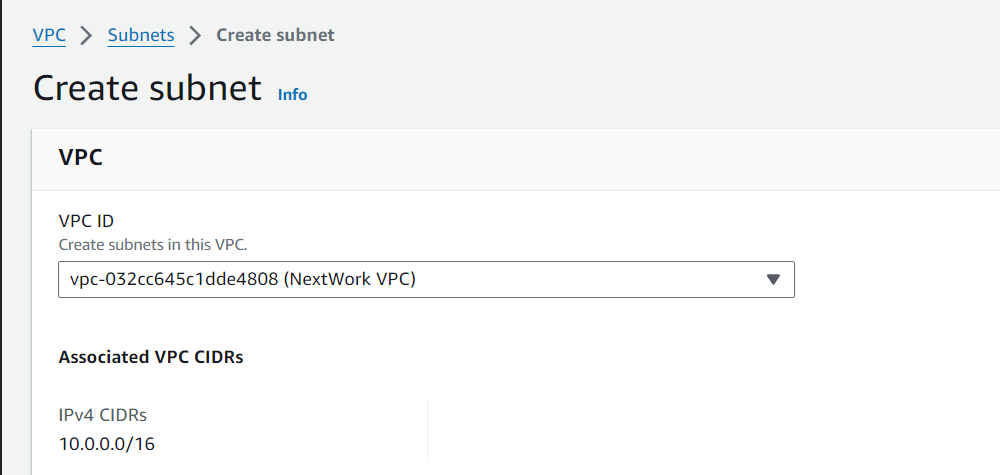 VPC > Subnets > Create subnet
Create subnet Info
VPC
VPC ID
Create subnets in this VPC.
vpc-032cc645c1dde4808 (NextWork VPC)
Associated VPC CIDRs
IPv4 CIDRs
10.0.0.0/16